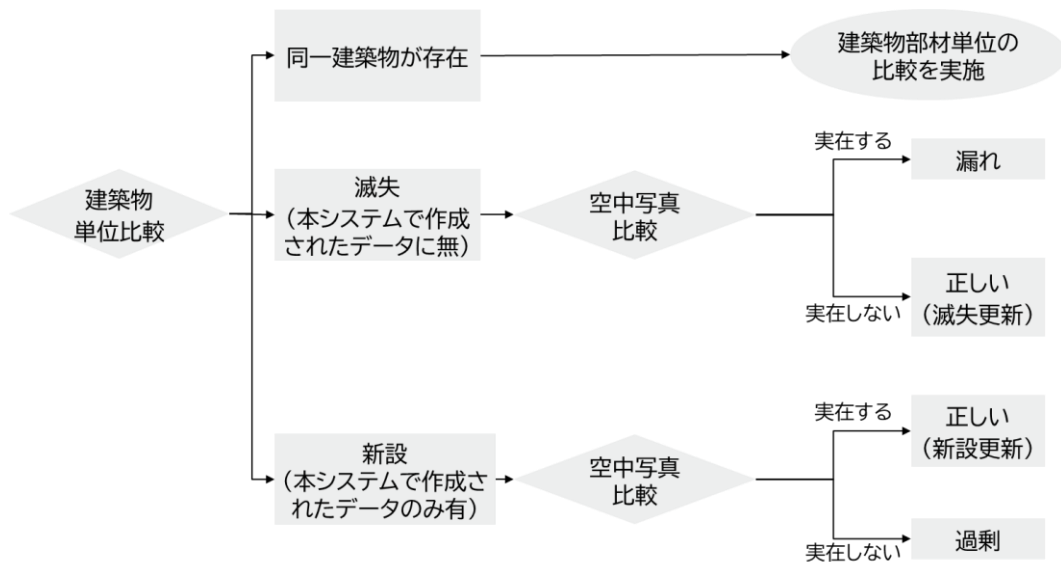 建築物
単位比較
同一建築物が存在
建築物部材単位の
比較を実施
滅失
（本システムで作成
されたデータに無）
空中写真
比較
実在する
漏れ
実在しない
正しい
（滅失更新）
新設
（本システムで作成さ
れたデータのみ有）
空中写真
比較
実在する
正しい
（新設更新）
実在しない
過剰